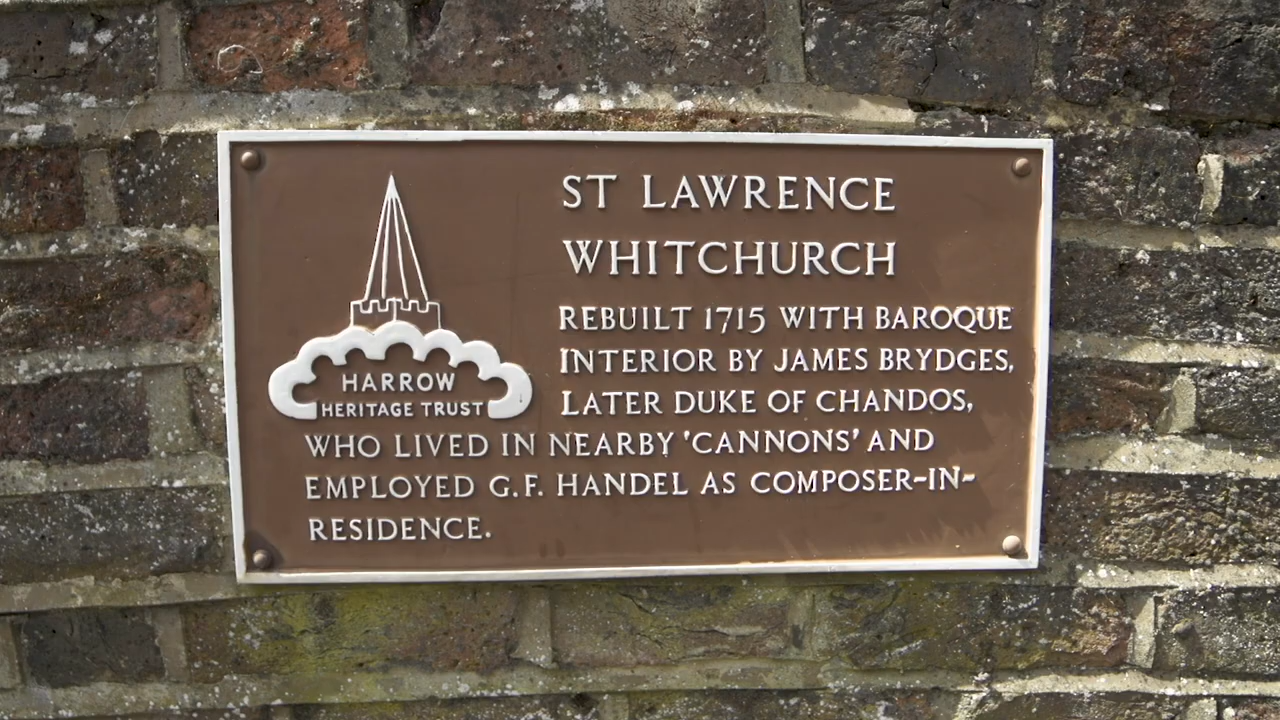 ST LAWRENCE
WHITCHURCH
REBUILT 1715 WITH BAROQUE
INTERIOR BY JAMES BRYDGES,
LATER DUKE OF CHANDOS,
WHO LIVED IN NEARBY 'CANNONS' AND
EMPLOYED G.F. HANDEL AS COMPOSER-IN-
RESIDENCE.
HARROW
HERITAGE TRUST